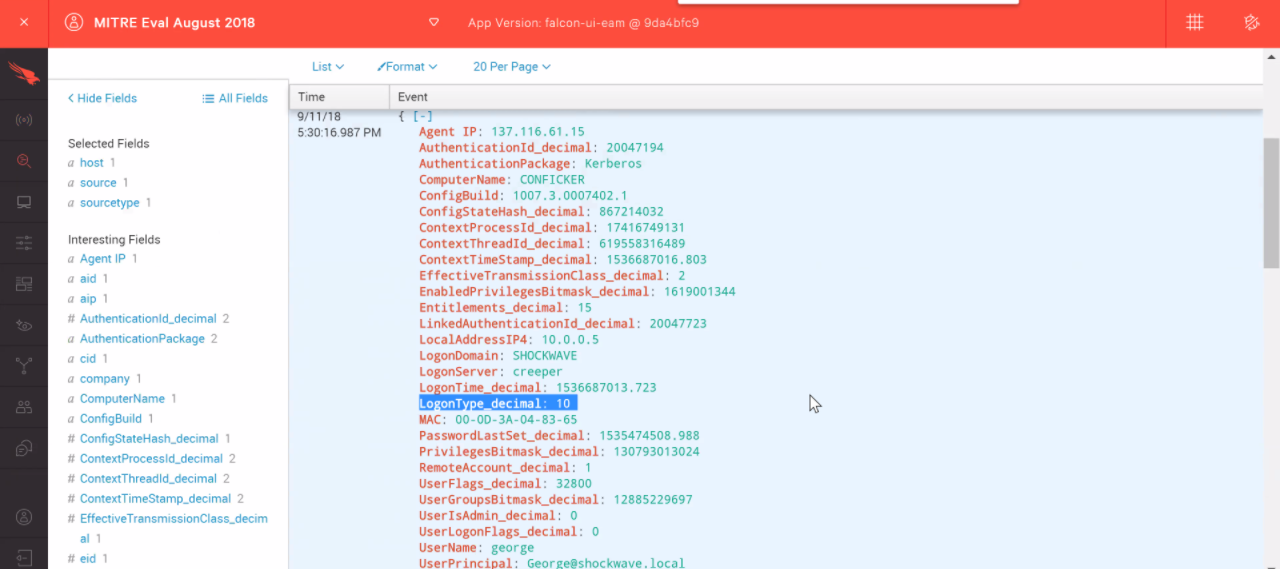 MITRE Eval August 2018
App Version: falcon-ui-eam @ 9da4bfc9
List
Format
20 Per Page
Hide Fields
All Fields
Selected Fields
a host 1
a source 1
a sourcetype 1
Interesting Fields
a Agent IP 1
a aid 1
a aip 1
# AuthenticationId_decimal 2
a AuthenticationPackage 2
a cid 1
a company 1
a ComputerName 1
a ConfigBuild 1
# ConfigStateHash_decimal 1
# ContextProcessId_decimal 2
# ContextThreadId_decimal 2
# ContextTimeStamp_decimal 2
# EffectiveTransmissionClass_decim
al 1
# eid 1
Time
Event
9/11/18
5:30:16.987 PM
{ [-]
Agent IP: 137.116.61.15
AuthenticationId_decimal: 20047194
AuthenticationPackage: Kerberos
ComputerName: CONFICKER
ConfigBuild: 1007.3.0007402.1
ConfigStateHash_decimal: 867214032
ContextProcessId_decimal: 17416749131
ContextThreadId_decimal: 619558316489
ContextTimeStamp_decimal: 1536687016.803
EffectiveTransmissionClass_decimal: 2
EnabledPrivilegesBitmask_decimal: 1619001344
Entitlements_decimal: 15
LinkedAuthenticationId_decimal: 20047723
LocalAddressIP4: 10.0.0.5
LogonDomain: SHOCKWAVE
LogonServer: creeper
LogonTime_decimal: 1536687013.723
LogonType_decimal: 10
MAC: 00-0D-3A-04-83-65
PasswordLastSet_decimal: 1535474508.988
PrivilegesBitmask_decimal: 130793013024
RemoteAccount_decimal: 1
UserFlags_decimal: 32800
UserGroupsBitmask_decimal: 12885229697
UserIsAdmin_decimal: 0
UserLogonFlags_decimal: 0
UserName: george
UserPrincipal: George@shockwave.local